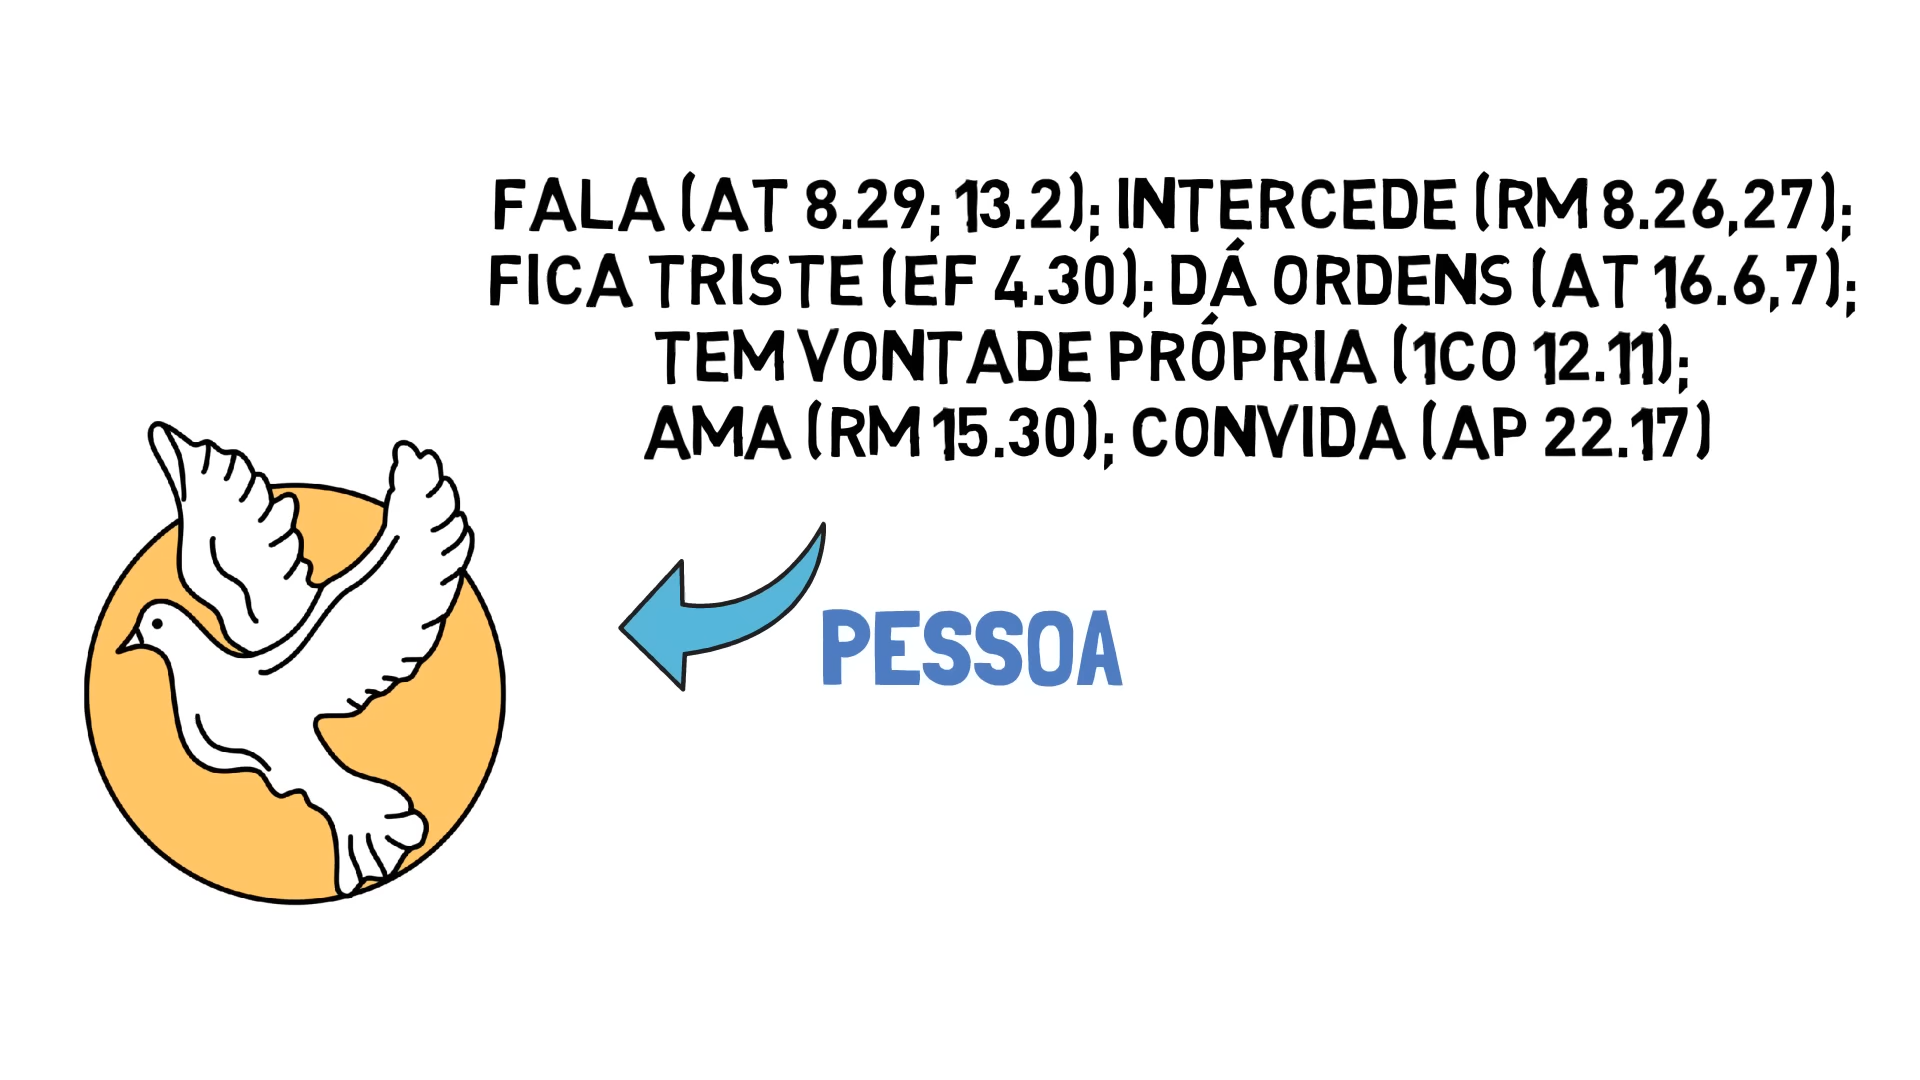 FALA (AT 8.29; 13.2); INTERCEDE (RM 8.26,27);
FICA TRISTE (EF 4.30); DÁ ORDENS (AT 16.6,7);
TEM VONTADE PRÓPRIA (1CO 12.11);
AMA (RM 15.30); CONVIDA (AP 22.17)
PESSOA